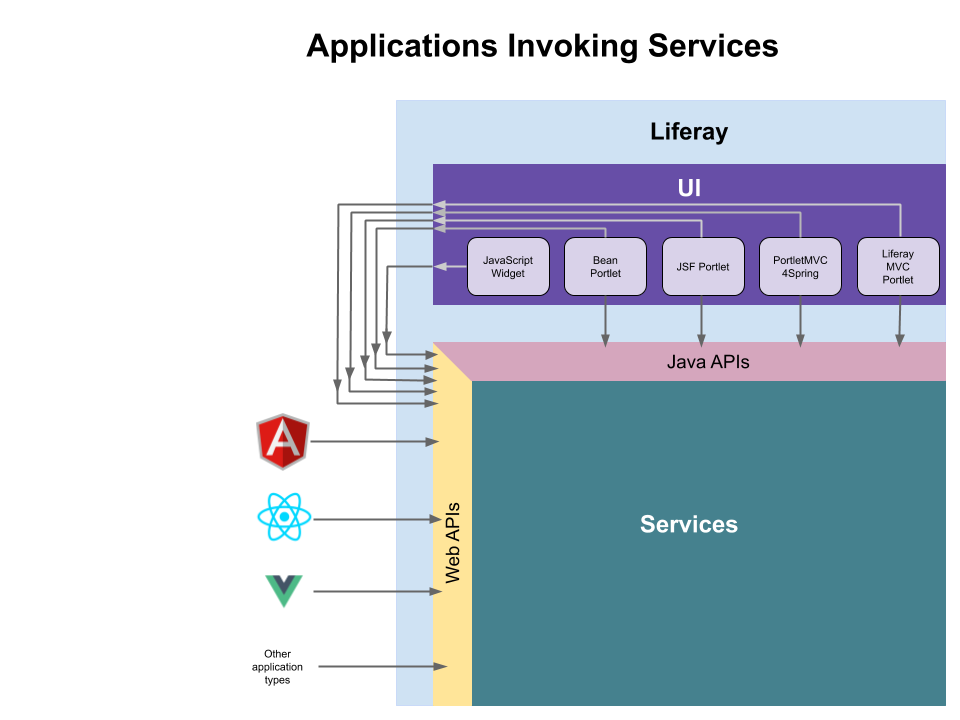 Applications Invoking Services
Liferay
UI
JavaScript
Widget
Bean
Portlet
JSF Portlet
PortletMVC
4Spring
Liferay
MVC
Portlet
Java APIs
Web APIs
Services
Other
application
types